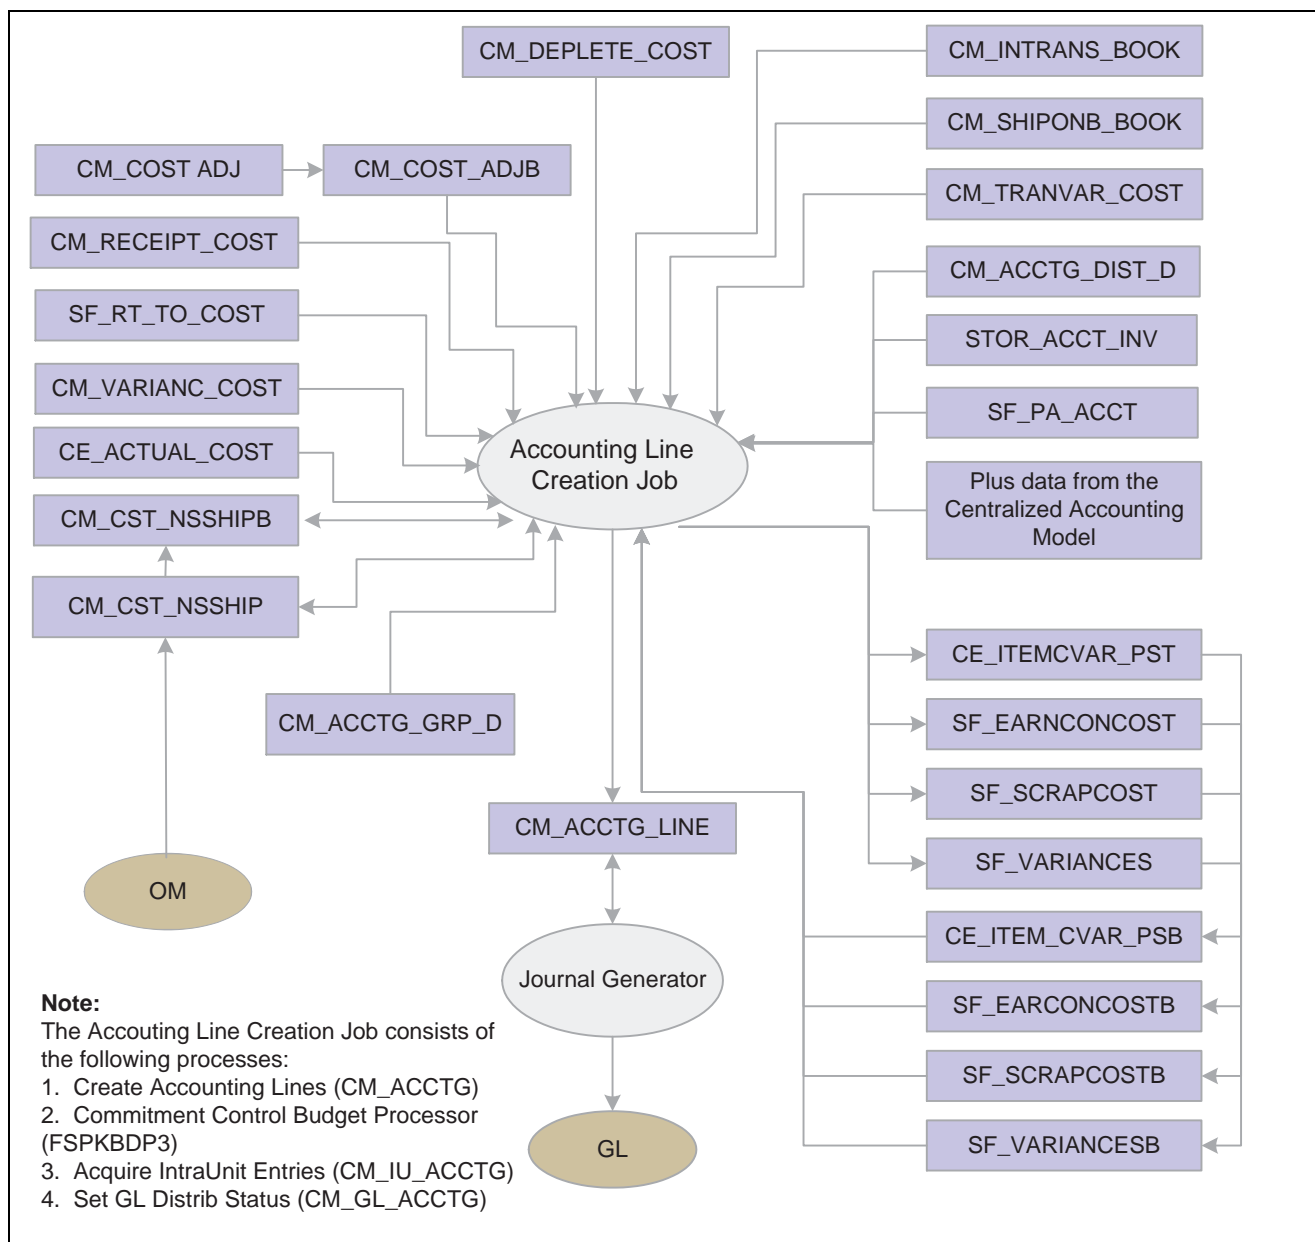 CM_DEPLETE_COST
CM_INTRANS_BOOK
CM_SHIPONB_BOOK
CM_COST ADJ
CM_COST_ADJB
CM_TRANVAR_COST
CM_RECEIPT_COST
CM_ACCTG_DIST_D
SF_RT_TO_COST
STOR_ACCT_INV
CM_VARIANC_COST
SF_PA_ACCT
CE_ACTUAL_COST
Accounting Line
Creation Job
Plus data from the
Centralized Accounting
Model
CM_CST_NSSHIPB
CM_CST_NSSHIP
CE_ITEMCVAR_PST
CM_ACCTG_GRP_D
SF_EARNCONCOST
SF_SCRAPCOST
CM_ACCTG_LINE
SF_VARIANCES
OM
CE_ITEM_CVAR_PSB
Journal Generator
SF_EARCONCOSTB
SF_SCRAPCOSTB
SF_VARIANCESB
GL
Note:
The Accouting Line Creation Job consists of
the following processes:
1. Create Accounting Lines (CM_ACCTG)
2. Commitment Control Budget Processor
(FSPKBDP3)
3. Acquire IntraUnit Entries (CM_IU_ACCTG)
4. Set GL Distrib Status (CM_GL_ACCTG)